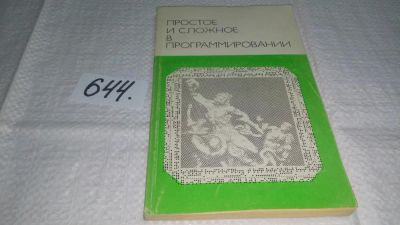 ПРОСТОЕ
И СЛОЖНОЕ
В
ПРОГРАММИРОВАНИИ
644.